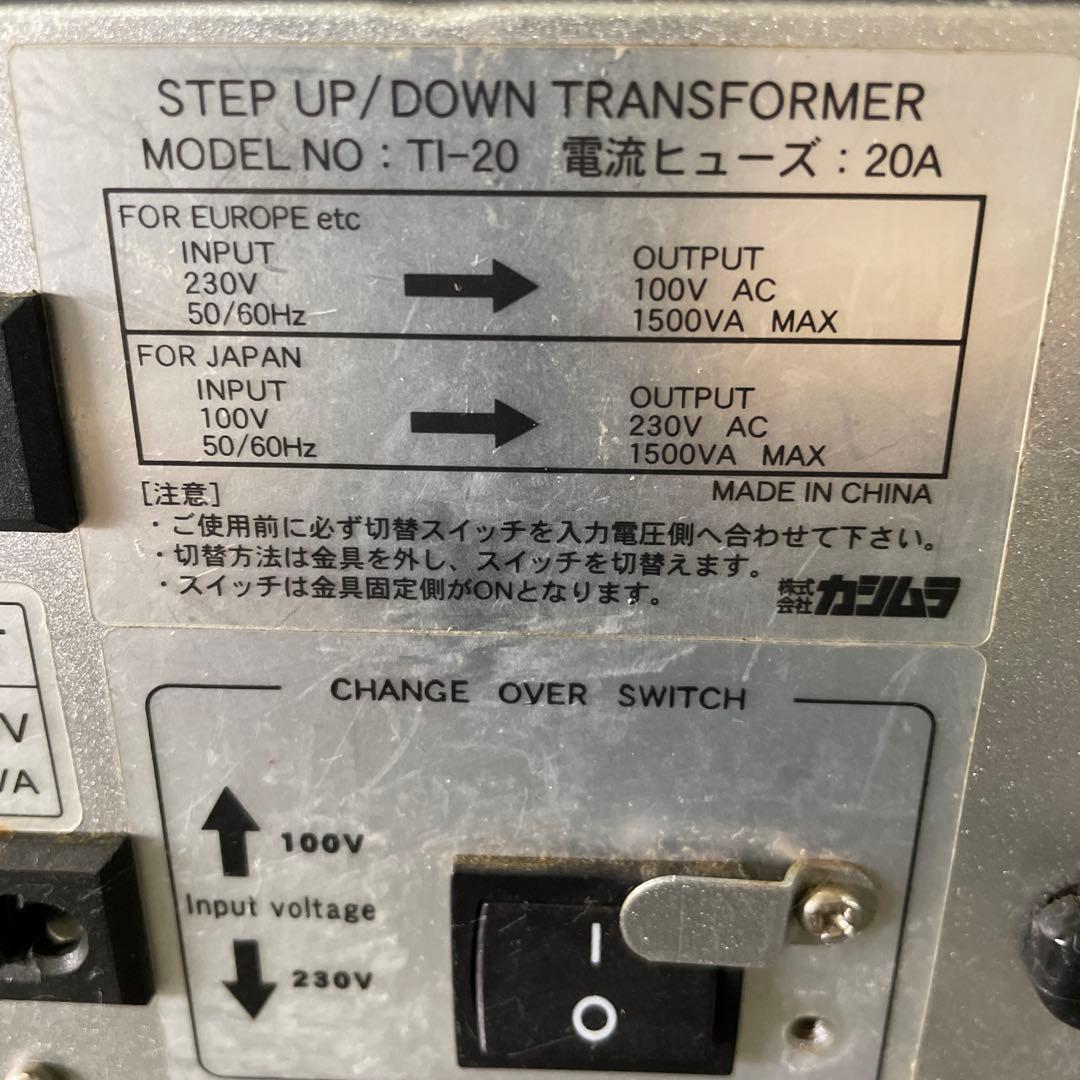 STEP UP/DOWN TRANSFORMER
MODEL NO : TI-20 電流ヒューズ : 20A
FOR EUROPE etc
INPUT
230V
50/60Hz
OUTPUT
100V AC
1500VA MAX
FOR JAPAN
INPUT
100V
50/60Hz
OUTPUT
230V AC
1500VA MAX
[注意]
MADE IN CHINA
・ご使用前に必ず切替スイッチを入力電圧側へ合わせて下さい。
・切替方法は金具を外し、スイッチを切替えます。
・スイッチは金具固定側がONとなります。
株式会社カシムラ
V
VA
CHANGE OVER SWITCH
100V
Input voltage
230V
I
O